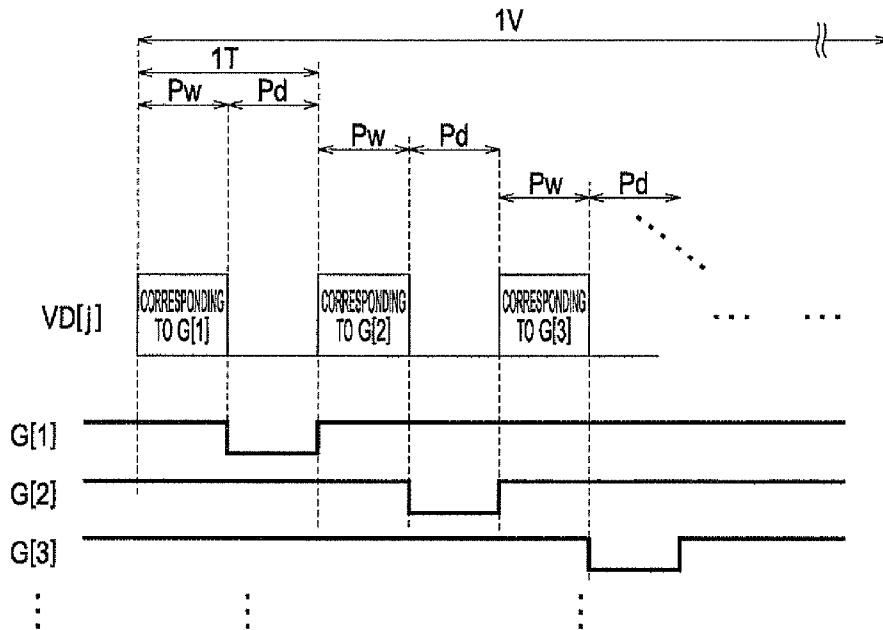 1V
1T
Pw Pd
Pw Pd
Pw Pd
VD[j]
CORRESPONDING TO G[1]
CORRESPONDING TO G[2]
CORRESPONDING TO G[3]
G[1]
G[2]
G[3]